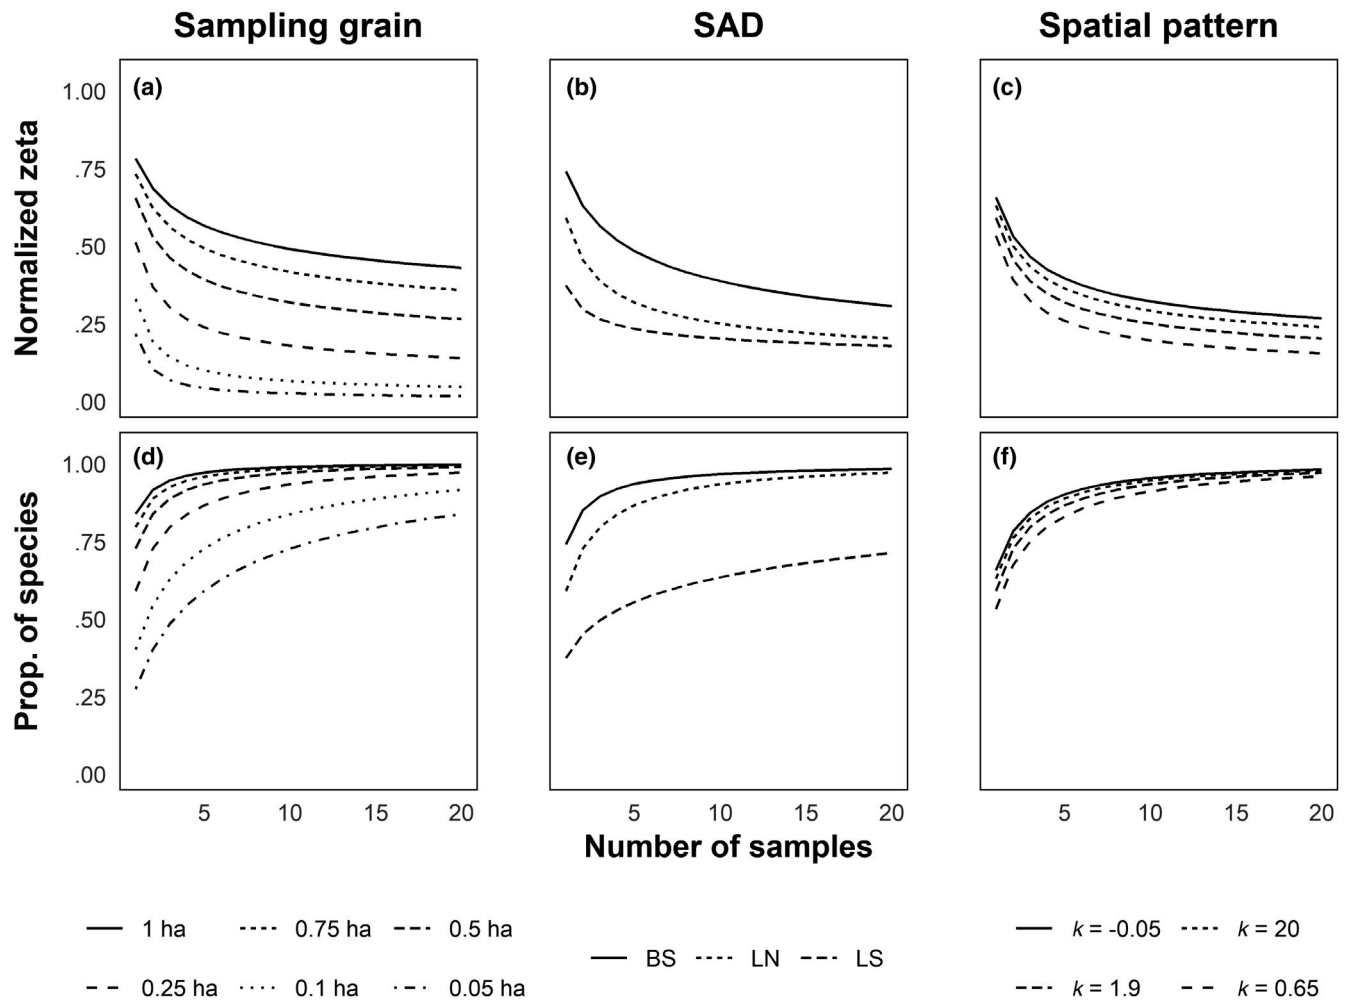 Sampling grain SAD Spatial pattern
(a) (b) (c)
Normalized zeta
1.00
.75
.50
.25
.00
(d) (e) (f)
Prop. of species
1.00
.75
.50
.25
.00
5 10 15 20 5 10 15 20 5 10 15 20
Number of samples
1 ha 0.75 ha 0.5 ha
0.25 ha 0.1 ha 0.05 ha
BS LN LS
k = -0.05 k = 20
k = 1.9 k = 0.65